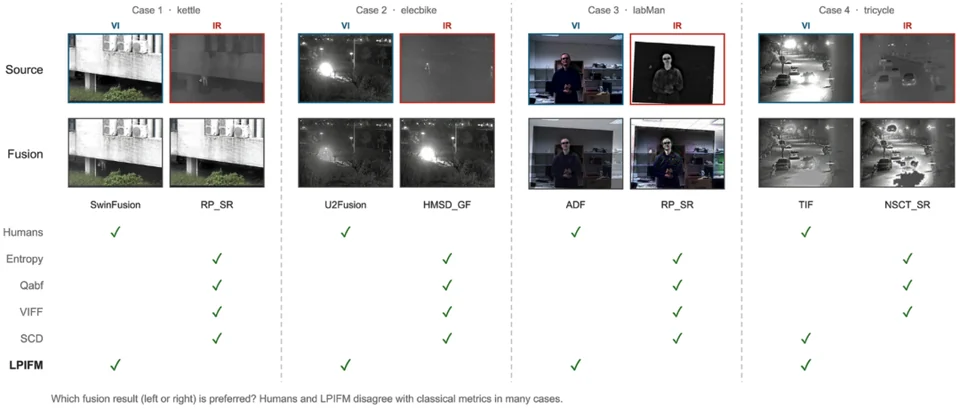 Case 1 · kettle Case 2 · elecbike Case 3 · labMan Case 4 · tricycle
VI IR VI IR VI IR VI IR
Source
Fusion
SwinFusion RP_SR U2Fusion HMSD_GF ADF RP_SR TIF NSCT_SR
Humans ✓ ✓ ✓ ✓
Entropy ✓ ✓ ✓ ✓
Qabf ✓ ✓ ✓ ✓
VIFF ✓ ✓ ✓ ✓
SCD ✓ ✓ ✓ ✓
LPIFM ✓ ✓ ✓ ✓
Which fusion result (left or right) is preferred? Humans and LPIFM disagree with classical metrics in many cases.